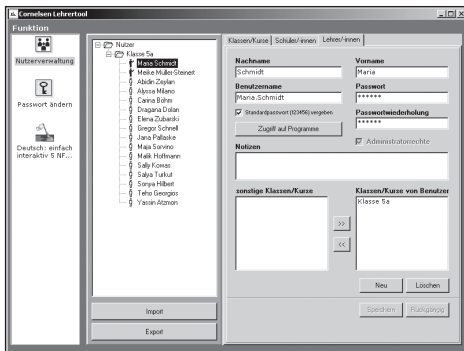 Cornelsen Lehrertool
Funktion
Nutzerverwaltung
Passwort ändern
Deutsch: einfach
interaktiv 5 NF...
Nutzer
Klasse 5a
Maria Schmidt
Meike Müller-Steinert
Abidin Zeylan
Alyssa Milano
Carina Böhm
Dragana Dolan
Elena Zubarski
Gregor Schnell
Jana Pallaske
Maja Sorvino
Malik Hoffmann
Sally Kowas
Salya Turkut
Sonya Hilbert
Teho Georgios
Yassin Atzmon
Import
Export
Klassen/Kurse Schüler/-innen Lehrer/-innen
Nachname Vorname
Schmidt Maria
Benutzername Passwort
Maria.Schmidt ******
Standardpasswort (123456) vergeben Passwortwiederholung
******
Zugriff auf Programme Administratorrechte
Notizen
sonstige Klassen/Kurse Klassen/Kurse von Benutzer
Klasse 5a
>>
<<
Neu Löschen
Speichern Rückgängig